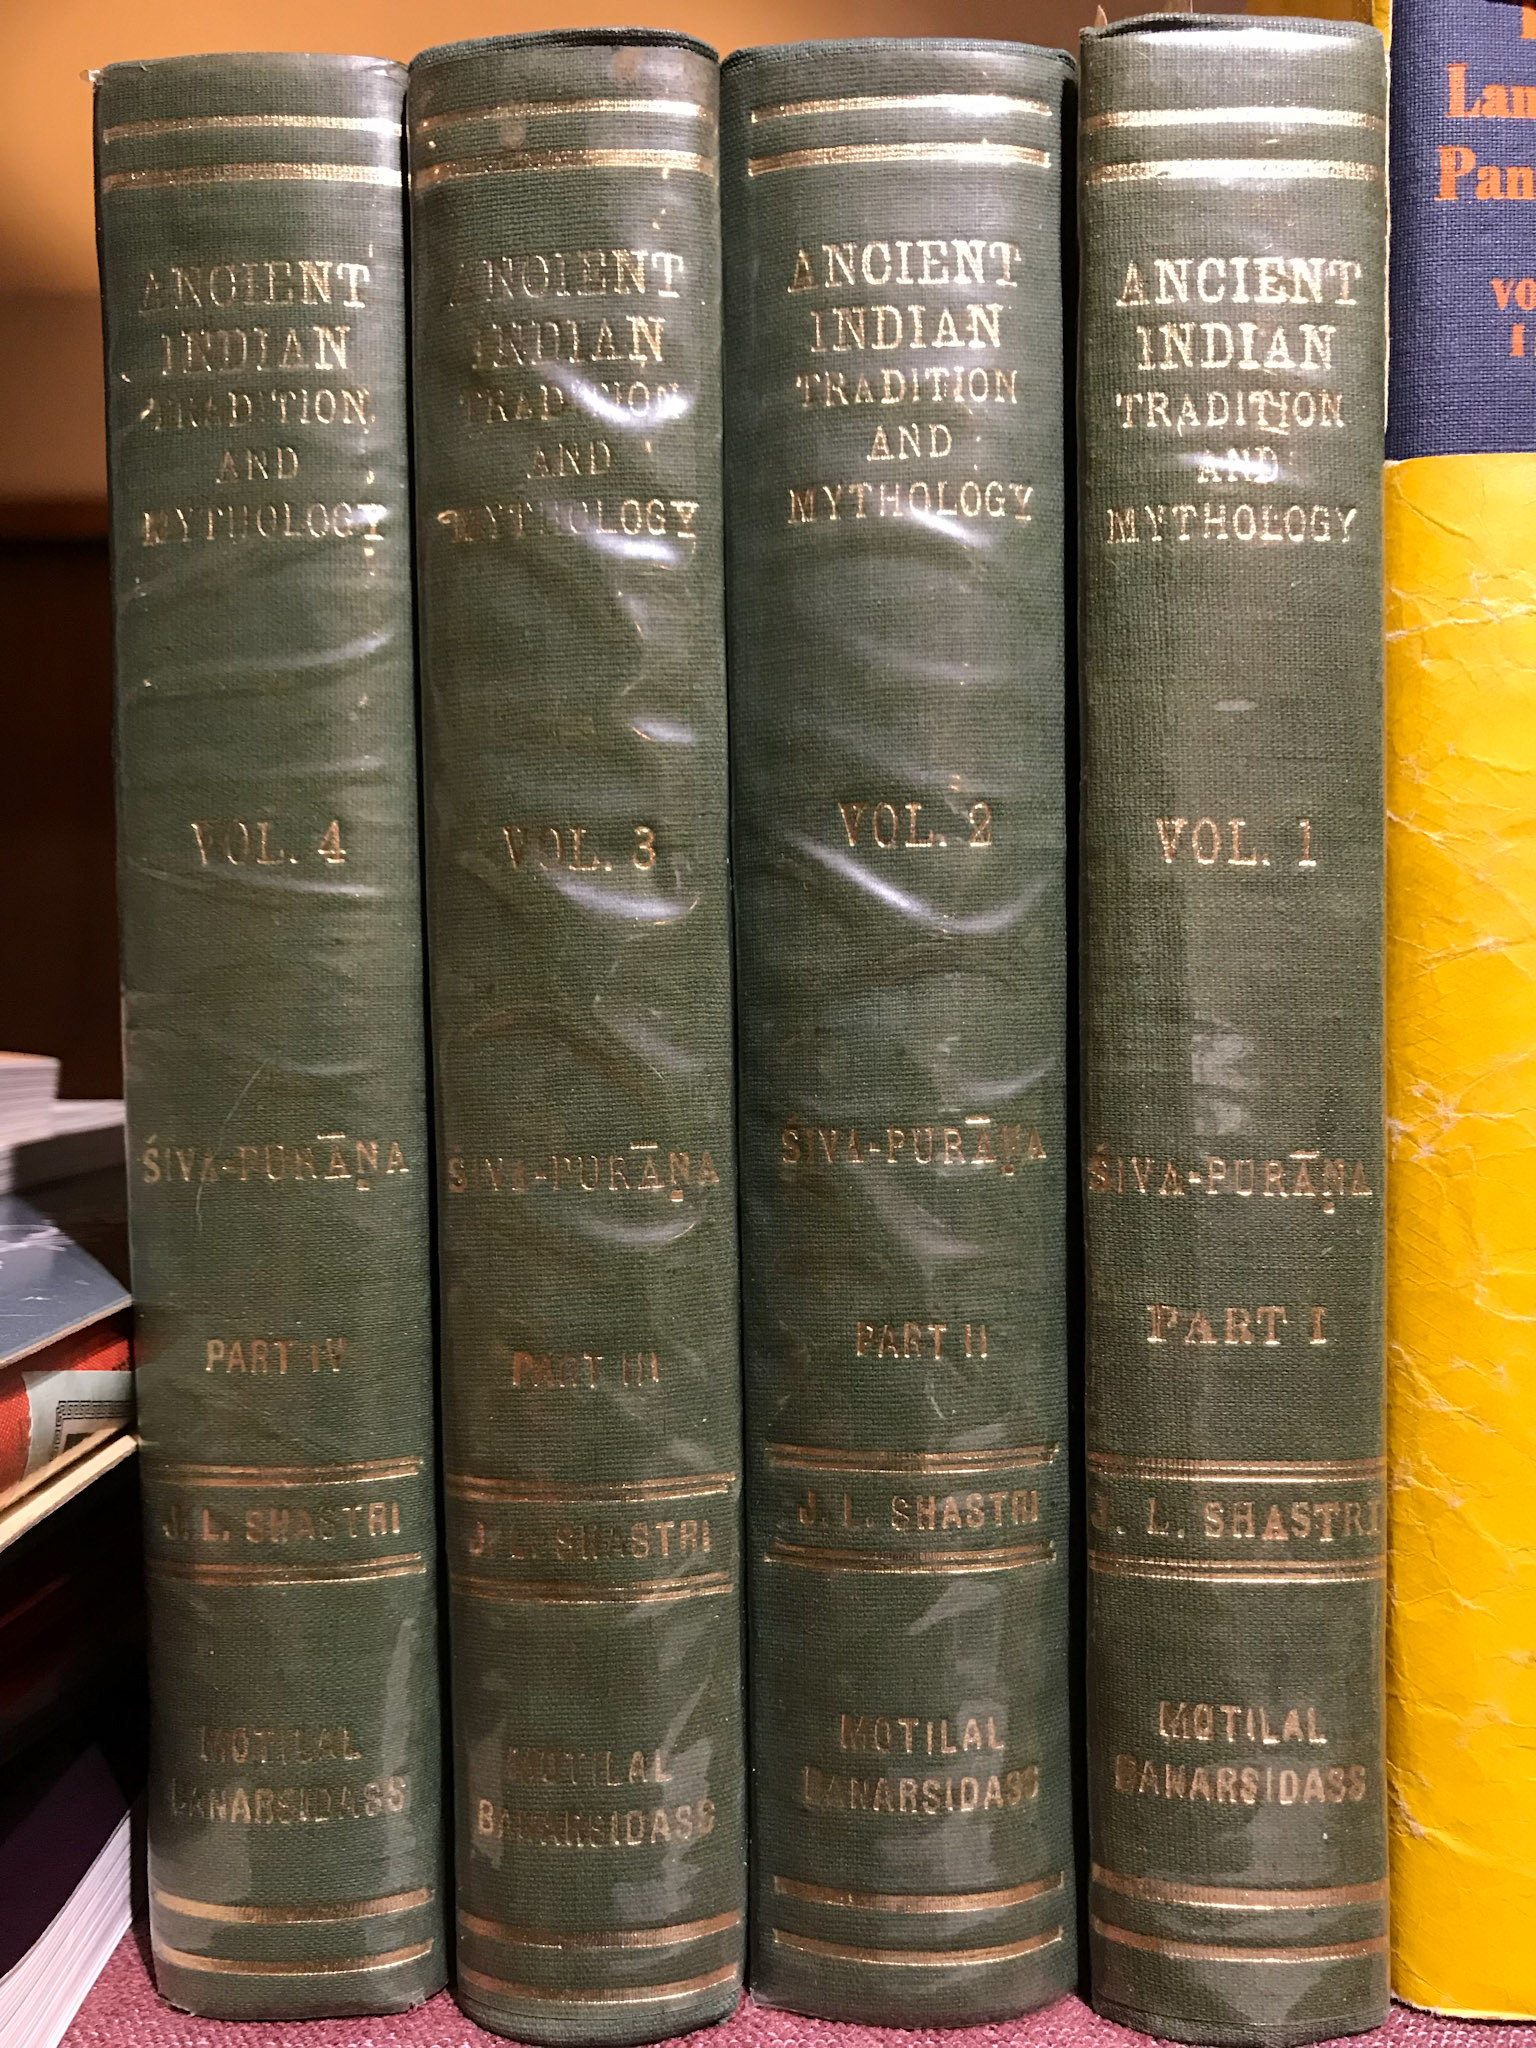 ANCIENT
INDIAN
TRADITION
AND
MYTHOLOGY
VOL. 4
ŚIVA-PURĀṆA
PART IV
J. L. SHASTRI
MOTILAL
BANARSIDASS
ANCIENT
INDIAN
TRADITION
AND
MYTHOLOGY
VOL. 3
ŚIVA-PURĀṆA
PART III
J. L. SHASTRI
MOTILAL
BANARSIDASS
ANCIENT
INDIAN
TRADITION
AND
MYTHOLOGY
VOL. 2
ŚIVA-PURĀṆA
PART II
J. L. SHASTRI
MOTILAL
BANARSIDASS
ANCIENT
INDIAN
TRADITION
AND
MYTHOLOGY
VOL. 1
ŚIVA-PURĀṆA
PART I
J. L. SHASTRI
MOTILAL
BANARSIDASS